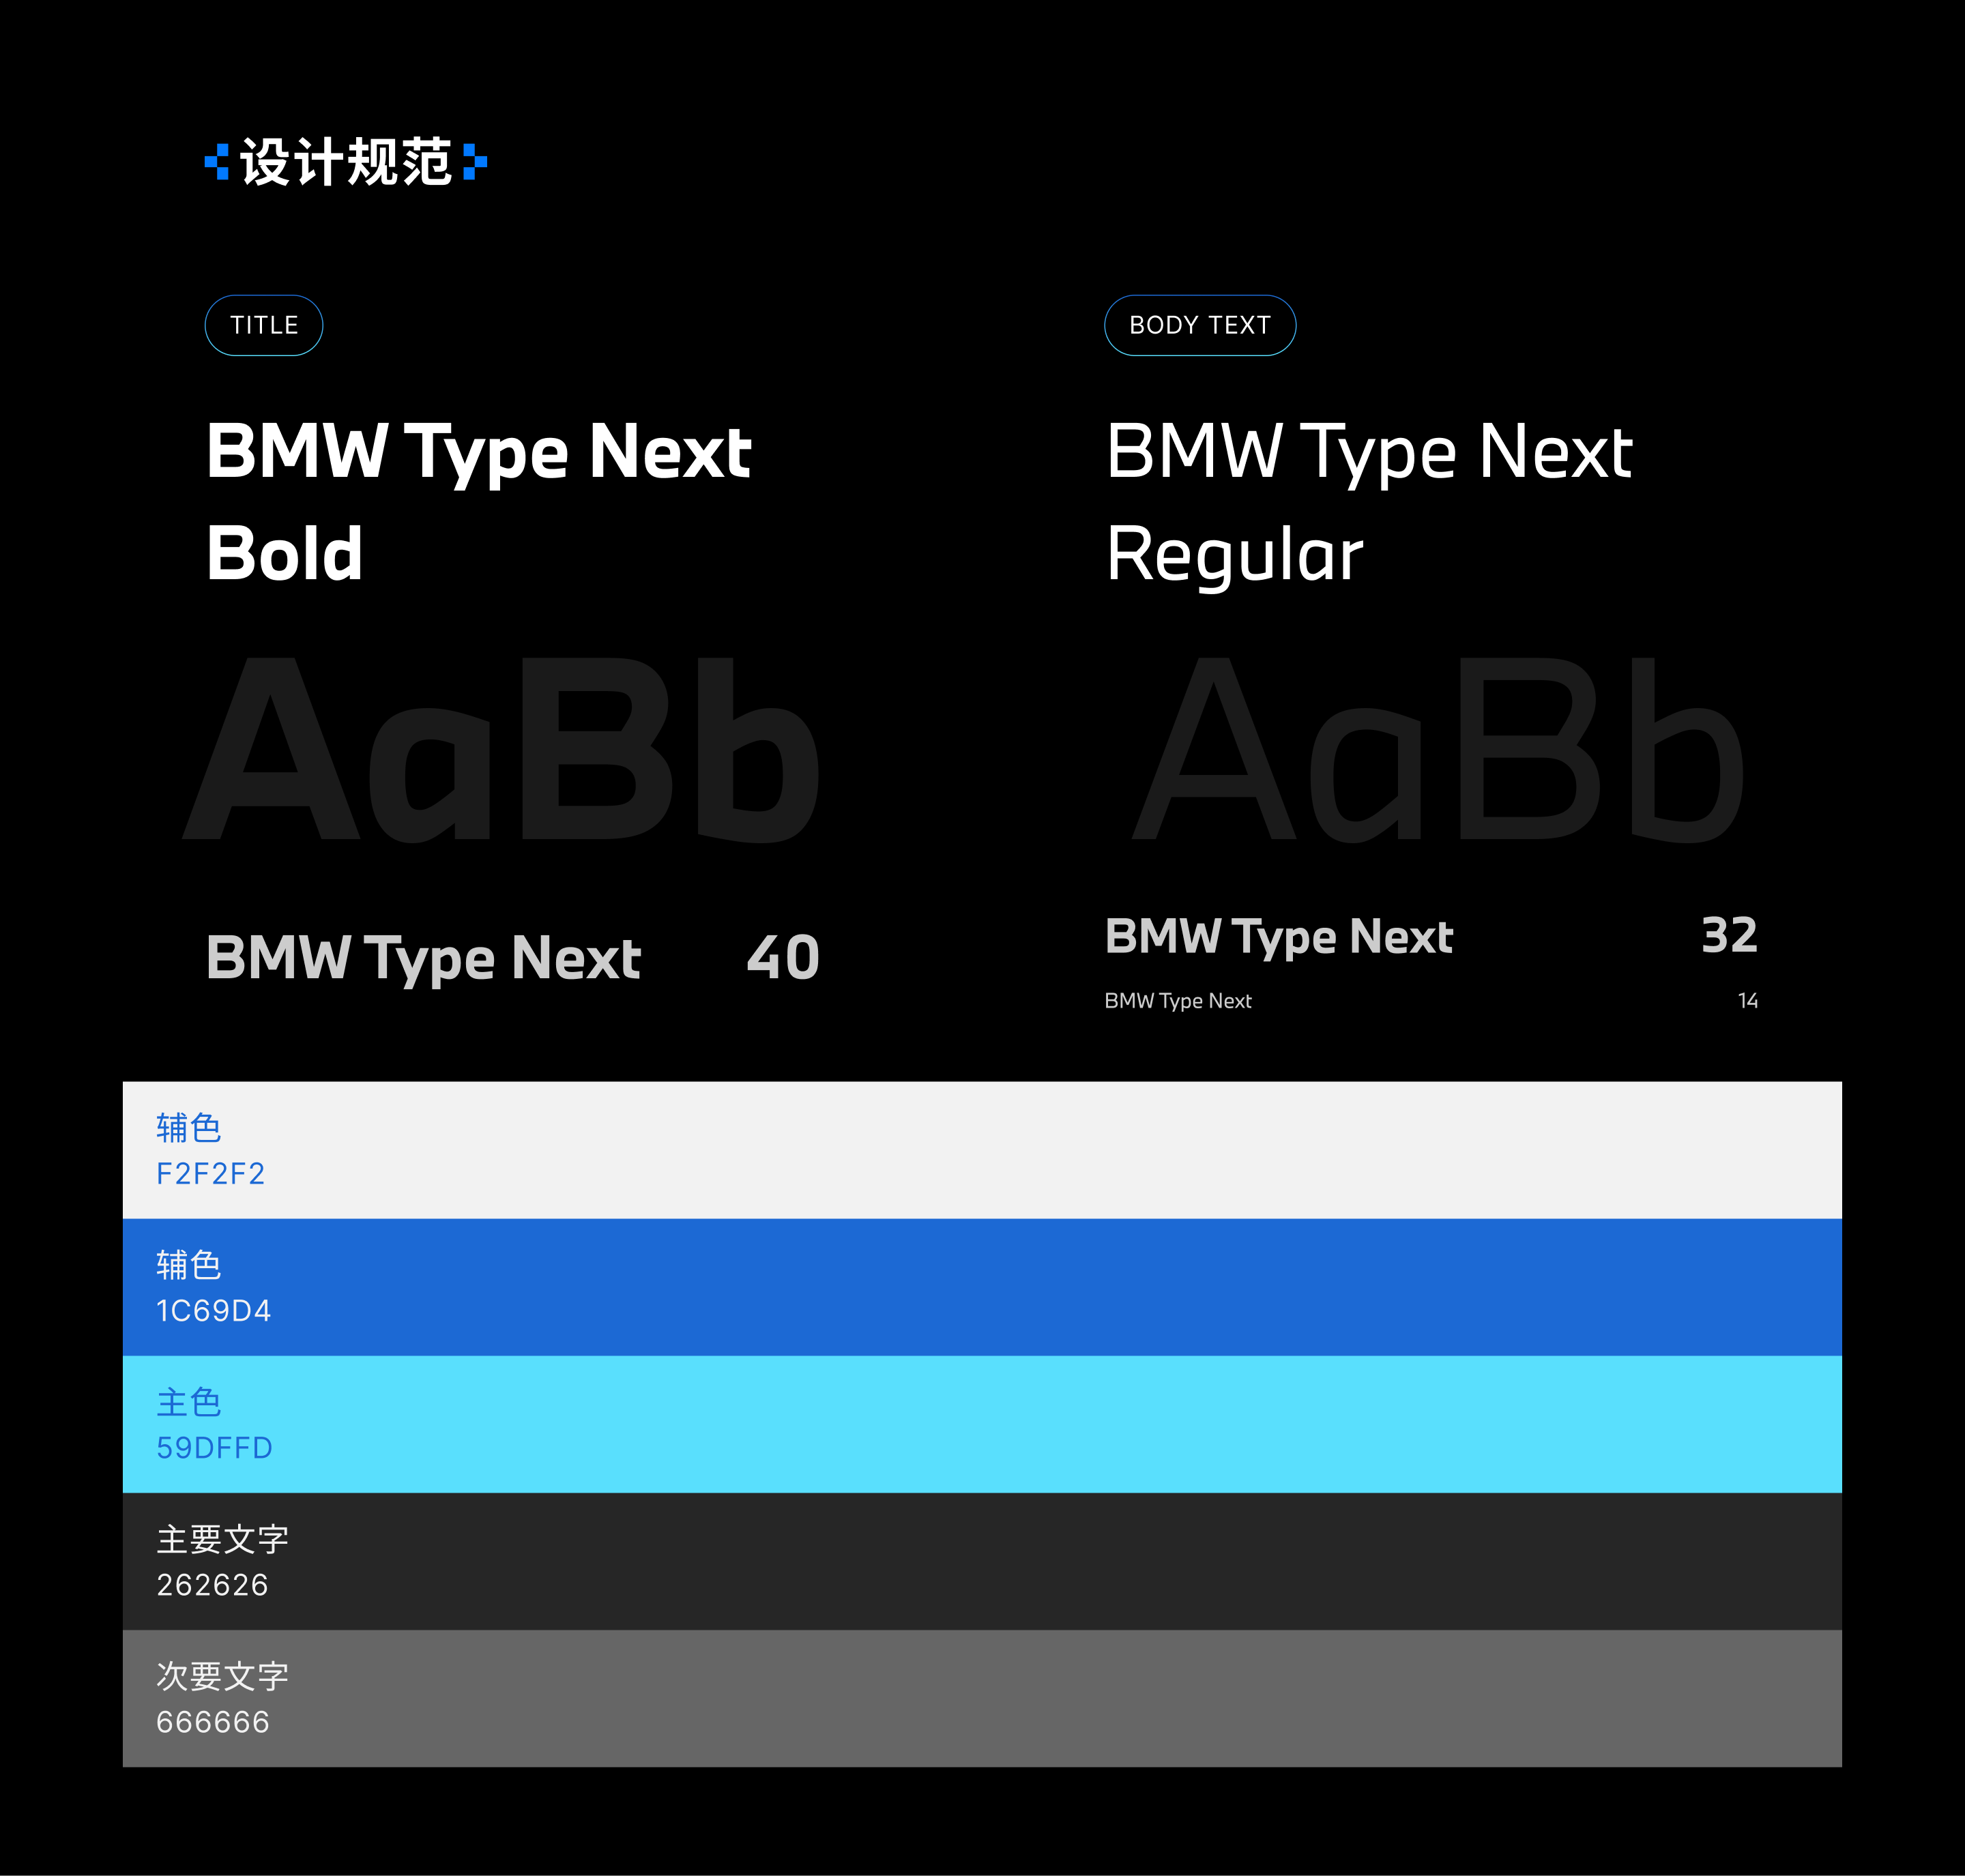 设计规范
TITLE
BMW Type Next
Bold
AaBb
BMW Type Next 40
BODY TEXT
BMW Type Next
Regular
AaBb
BMW Type Next 32
BMW Type Next 14
辅色
F2F2F2
辅色
1C69D4
主色
59DFFD
主要文字
262626
次要文字
666666